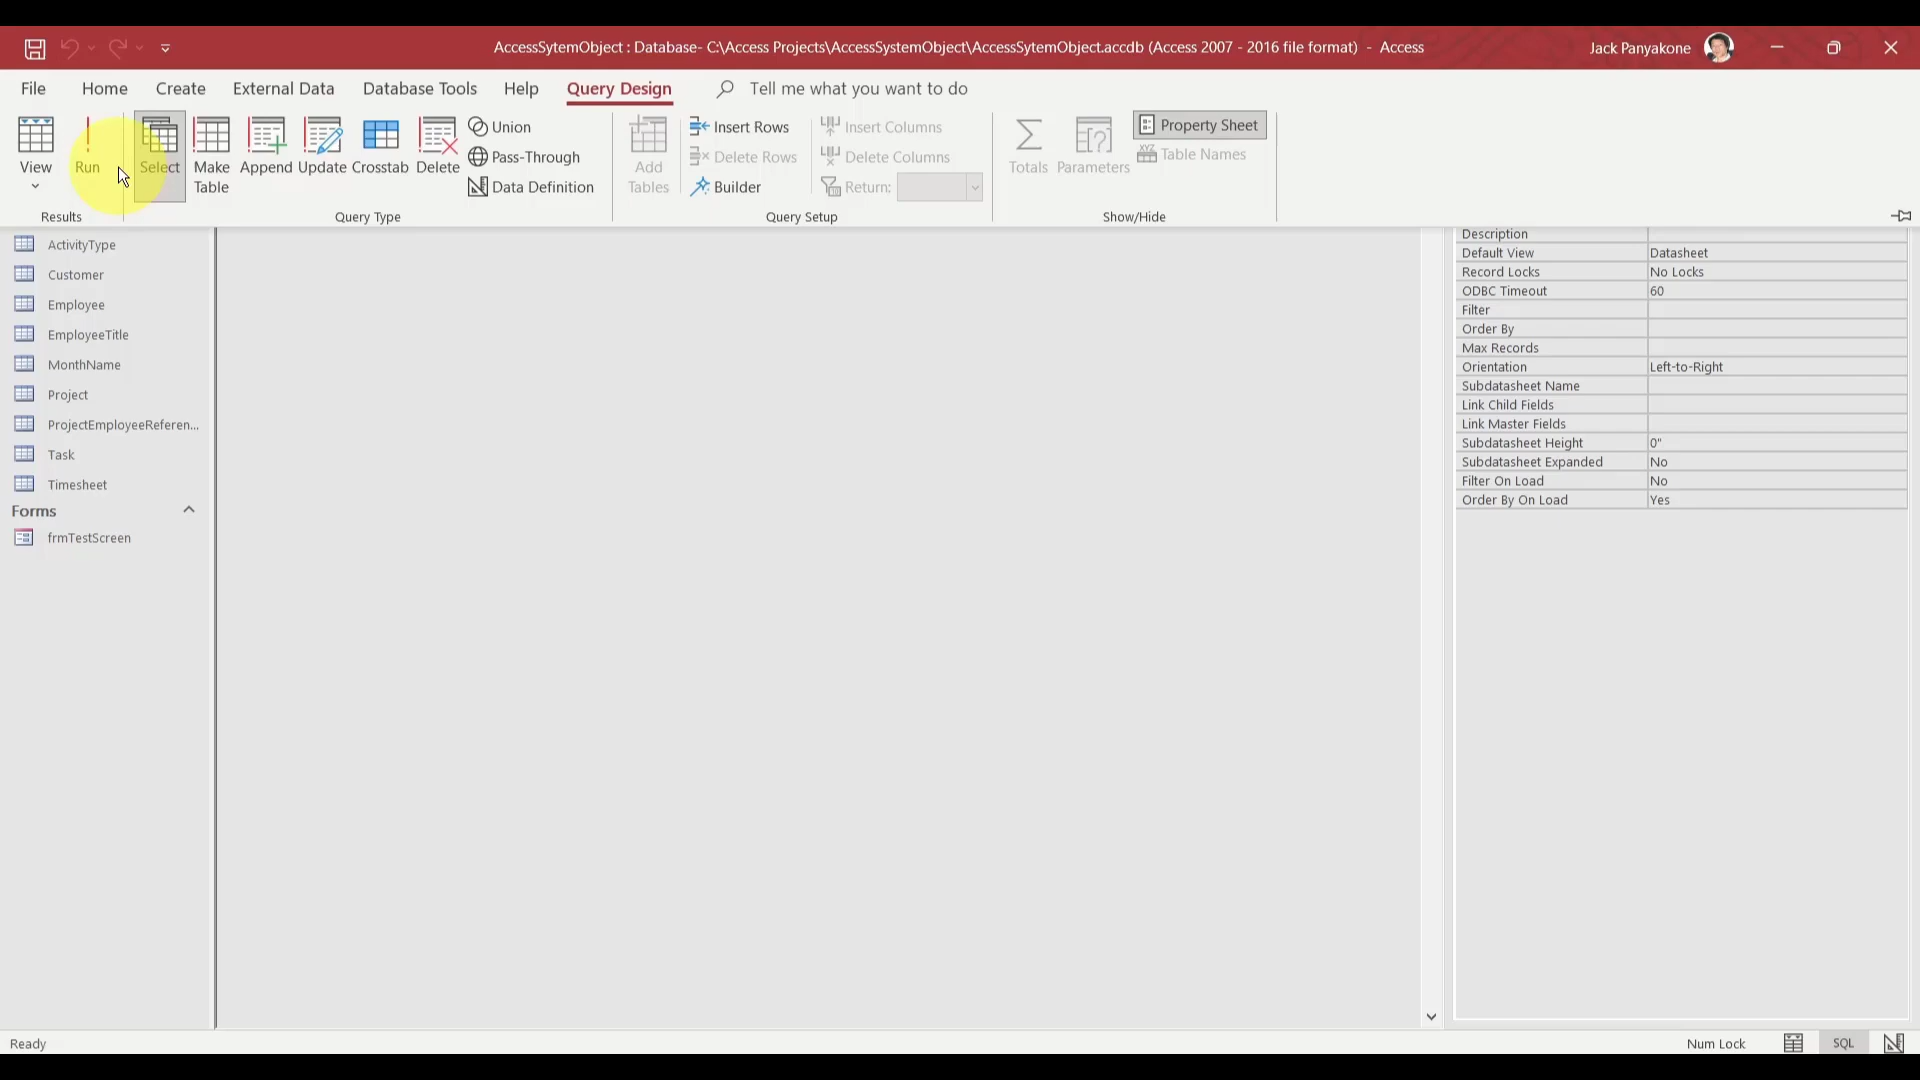 AccessSytemObject : Database- C:\Access Projects\AccessSystemObject\AccessSytemObject.accdb (Access 2007 - 2016 file format) - Access
Jack Panyakone
File Home Create External Data Database Tools Help Query Design Tell me what you want to do
View
Run
Results
Select
Make
Table
Append
Update
Crosstab
Delete
Union
Pass-Through
Data Definition
Query Type
Add
Tables
Insert Rows
Delete Rows
Builder
Insert Columns
Delete Columns
Return:
Query Setup
Totals
Parameters
Property Sheet
XYZ
Table Names
Show/Hide
ActivityType
Customer
Employee
EmployeeTitle
MonthName
Project
ProjectEmployeeReferen...
Task
Timesheet
Forms
frmTestScreen
Description
Default View Datasheet
Record Locks No Locks
ODBC Timeout 60
Filter
Order By
Max Records
Orientation Left-to-Right
Subdatasheet Name
Link Child Fields
Link Master Fields
Subdatasheet Height 0"
Subdatasheet Expanded No
Filter On Load No
Order By On Load Yes
Ready
Num Lock
SQL